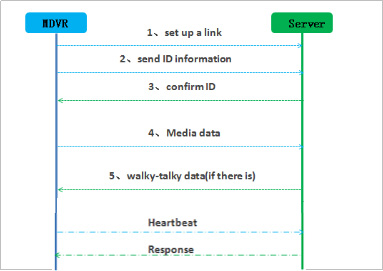 MDVR
Server
1、set up a link
2、send ID information
3、confirm ID
4、Media data
5、walky-talky data(if there is)
Heartbeat
Response